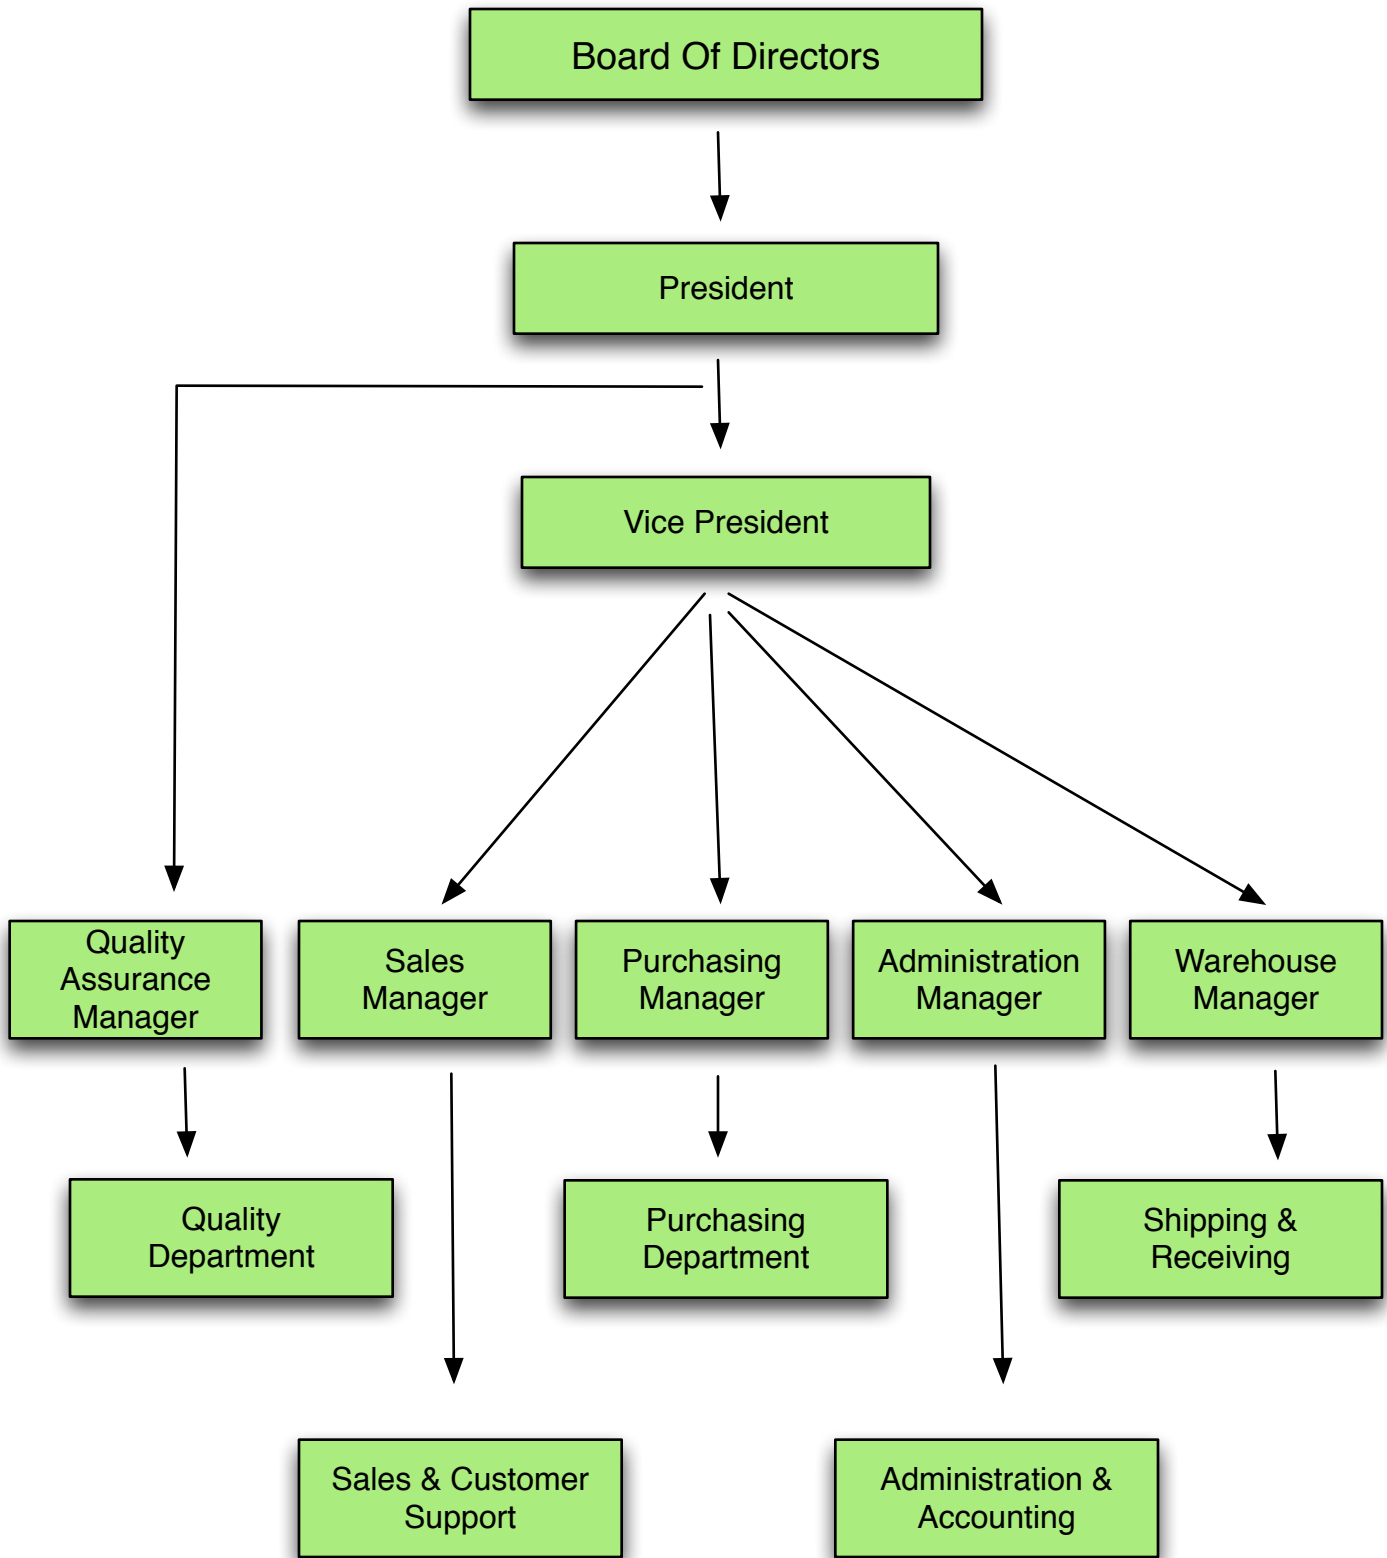 Board Of Directors
President
Vice President
Quality
Assurance
Manager
Sales
Manager
Purchasing
Manager
Administration
Manager
Warehouse
Manager
Quality
Department
Purchasing
Department
Shipping &
Receiving
Sales & Customer
Support
Administration &
Accounting